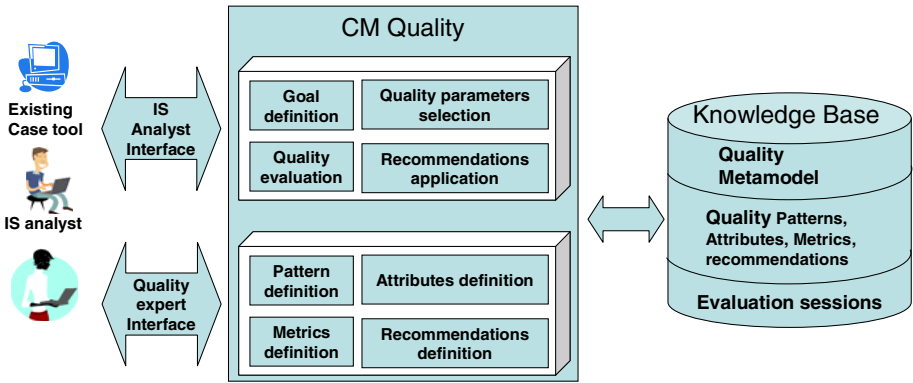 CM Quality
Existing
Case tool
IS analyst
IS
Analyst
Interface
Goal
definition
Quality parameters
selection
Quality
evaluation
Recommendations
application
Quality
expert
Interface
Pattern
definition
Attributes definition
Metrics
definition
Recommendations
definition
Knowledge Base
Quality
Metamodel
Quality Patterns,
Attributes, Metrics,
recommendations
Evaluation sessions